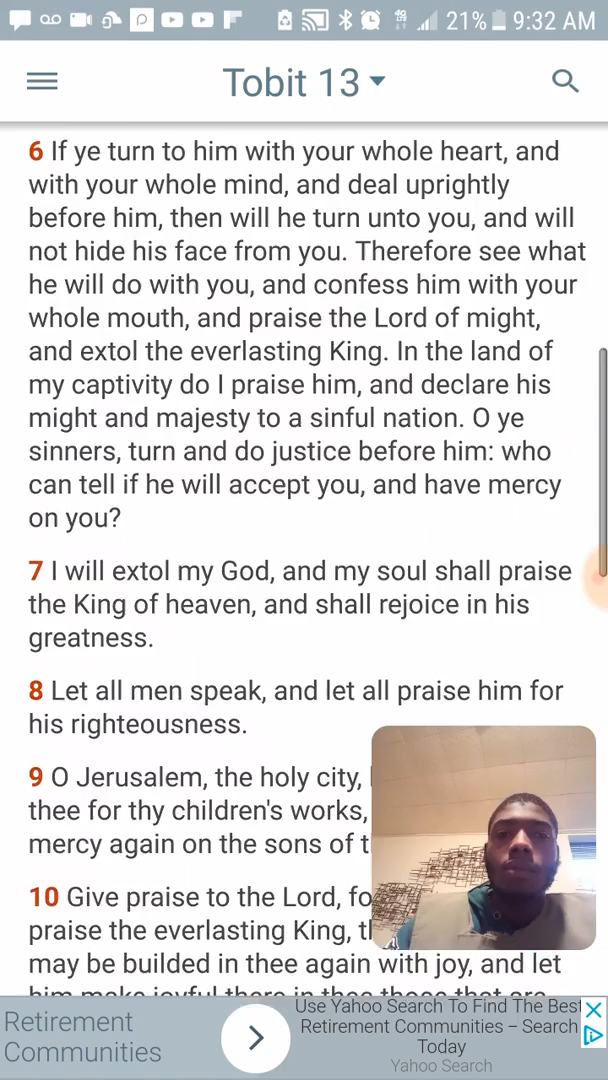 21% 9:32 AM
Tobit 13
6 If ye turn to him with your whole heart, and
with your whole mind, and deal uprightly
before him, then will he turn unto you, and will
not hide his face from you. Therefore see what
he will do with you, and confess him with your
whole mouth, and praise the Lord of might,
and extol the everlasting King. In the land of
my captivity do I praise him, and declare his
might and majesty to a sinful nation. O ye
sinners, turn and do justice before him: who
can tell if he will accept you, and have mercy
on you?
7 I will extol my God, and my soul shall praise
the King of heaven, and shall rejoice in his
greatness.
8 Let all men speak, and let all praise him for
his righteousness.
9 O Jerusalem, the holy city,
thee for thy children's works,
mercy again on the sons of
10 Give praise to the Lord,
praise the everlasting King,
may be builded in thee again with joy, and let
him make joyful there in thee those that are
Retirement
Communities
Use Yahoo Search To Find The Best
Retirement Communities – Search
Today
Yahoo Search